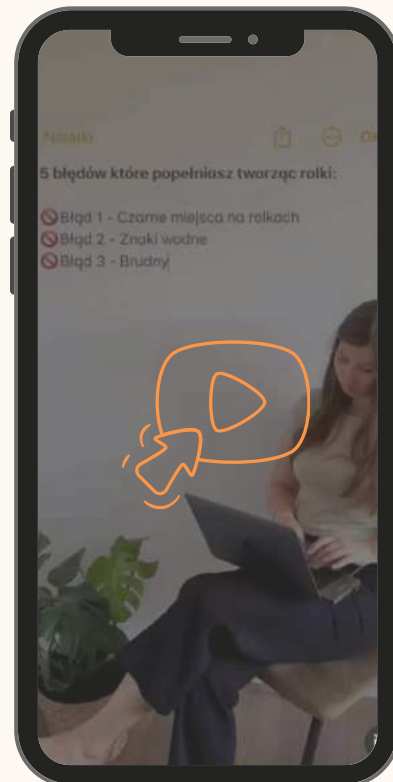 Notatki
Ok
5 błędów które popełniasz tworząc rolki:
🚫Błąd 1 - Czarne miejsca na rolkach
🚫Błąd 2 - Znaki wodne
🚫Błąd 3 - Brudny